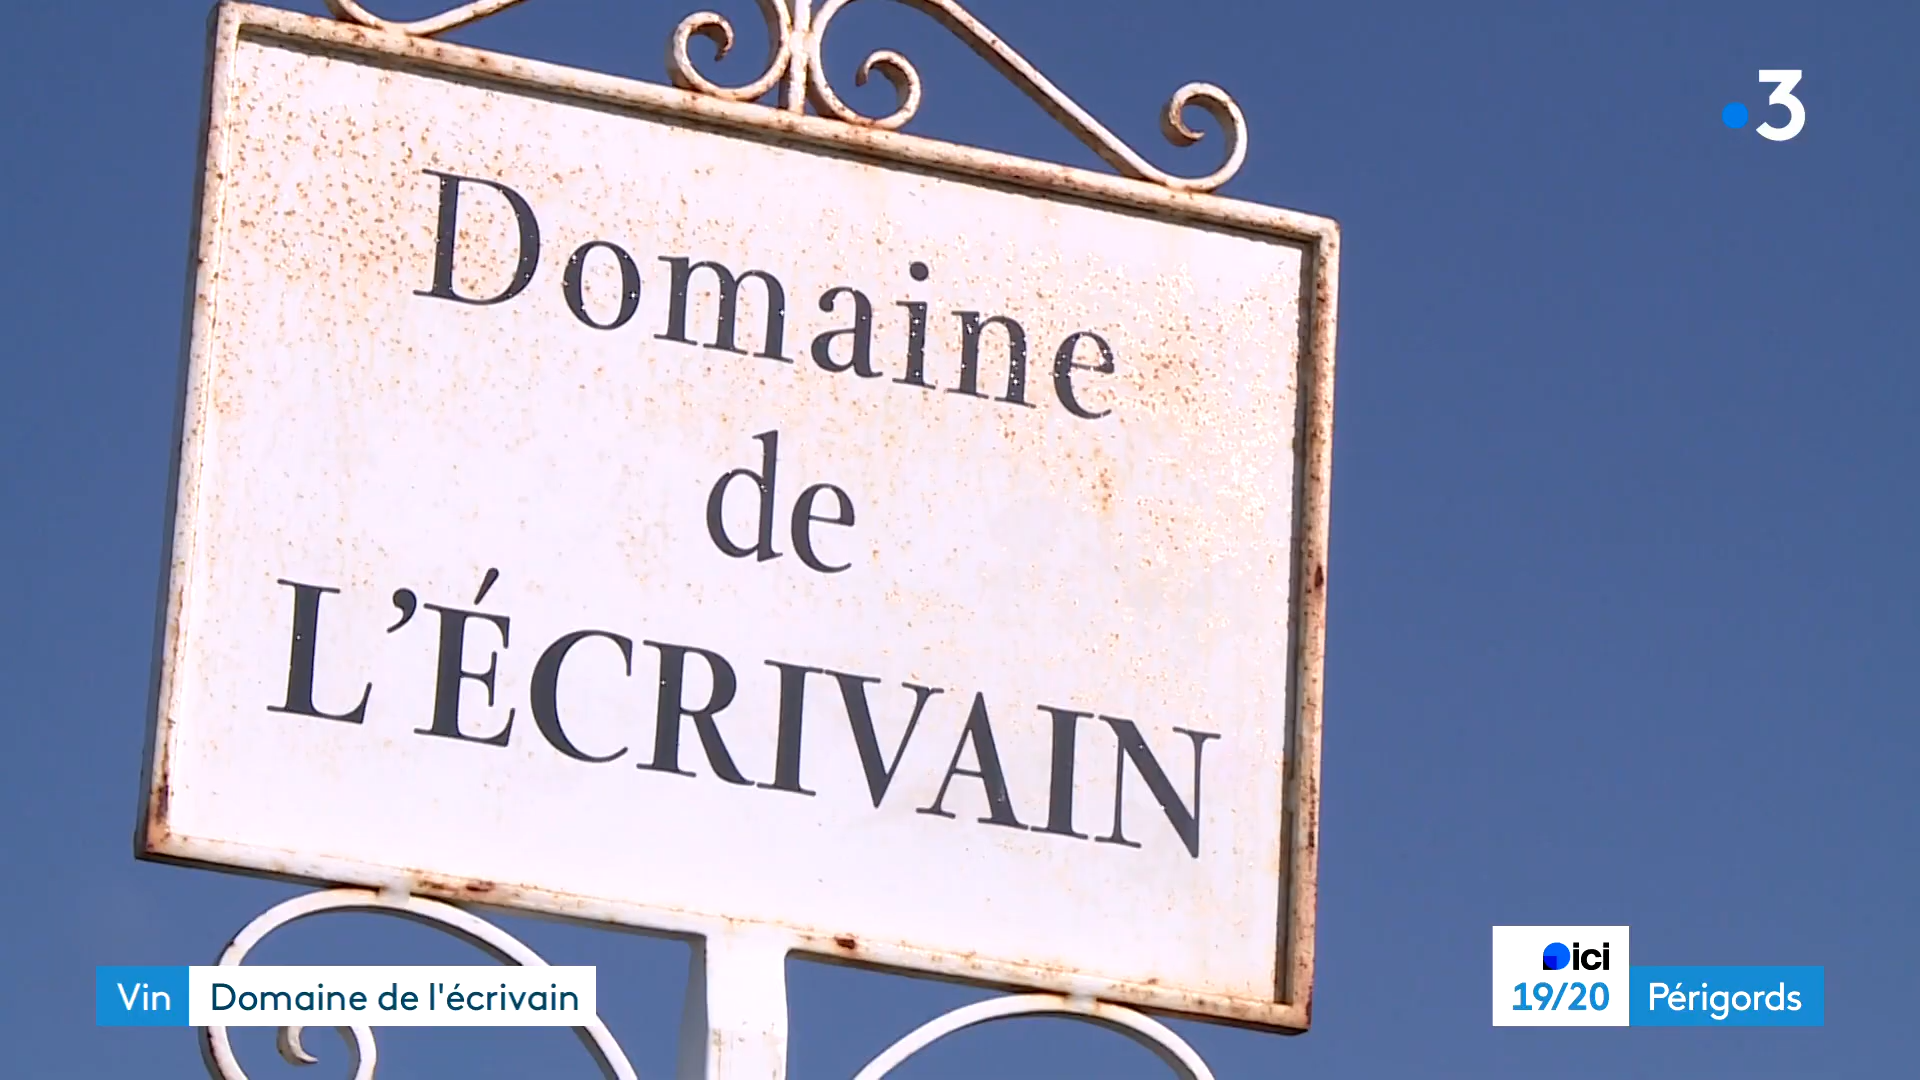 3
Domaine
de
L'ÉCRIVAIN
Vin Domaine de l'écrivain
ici
19/20 Périgords